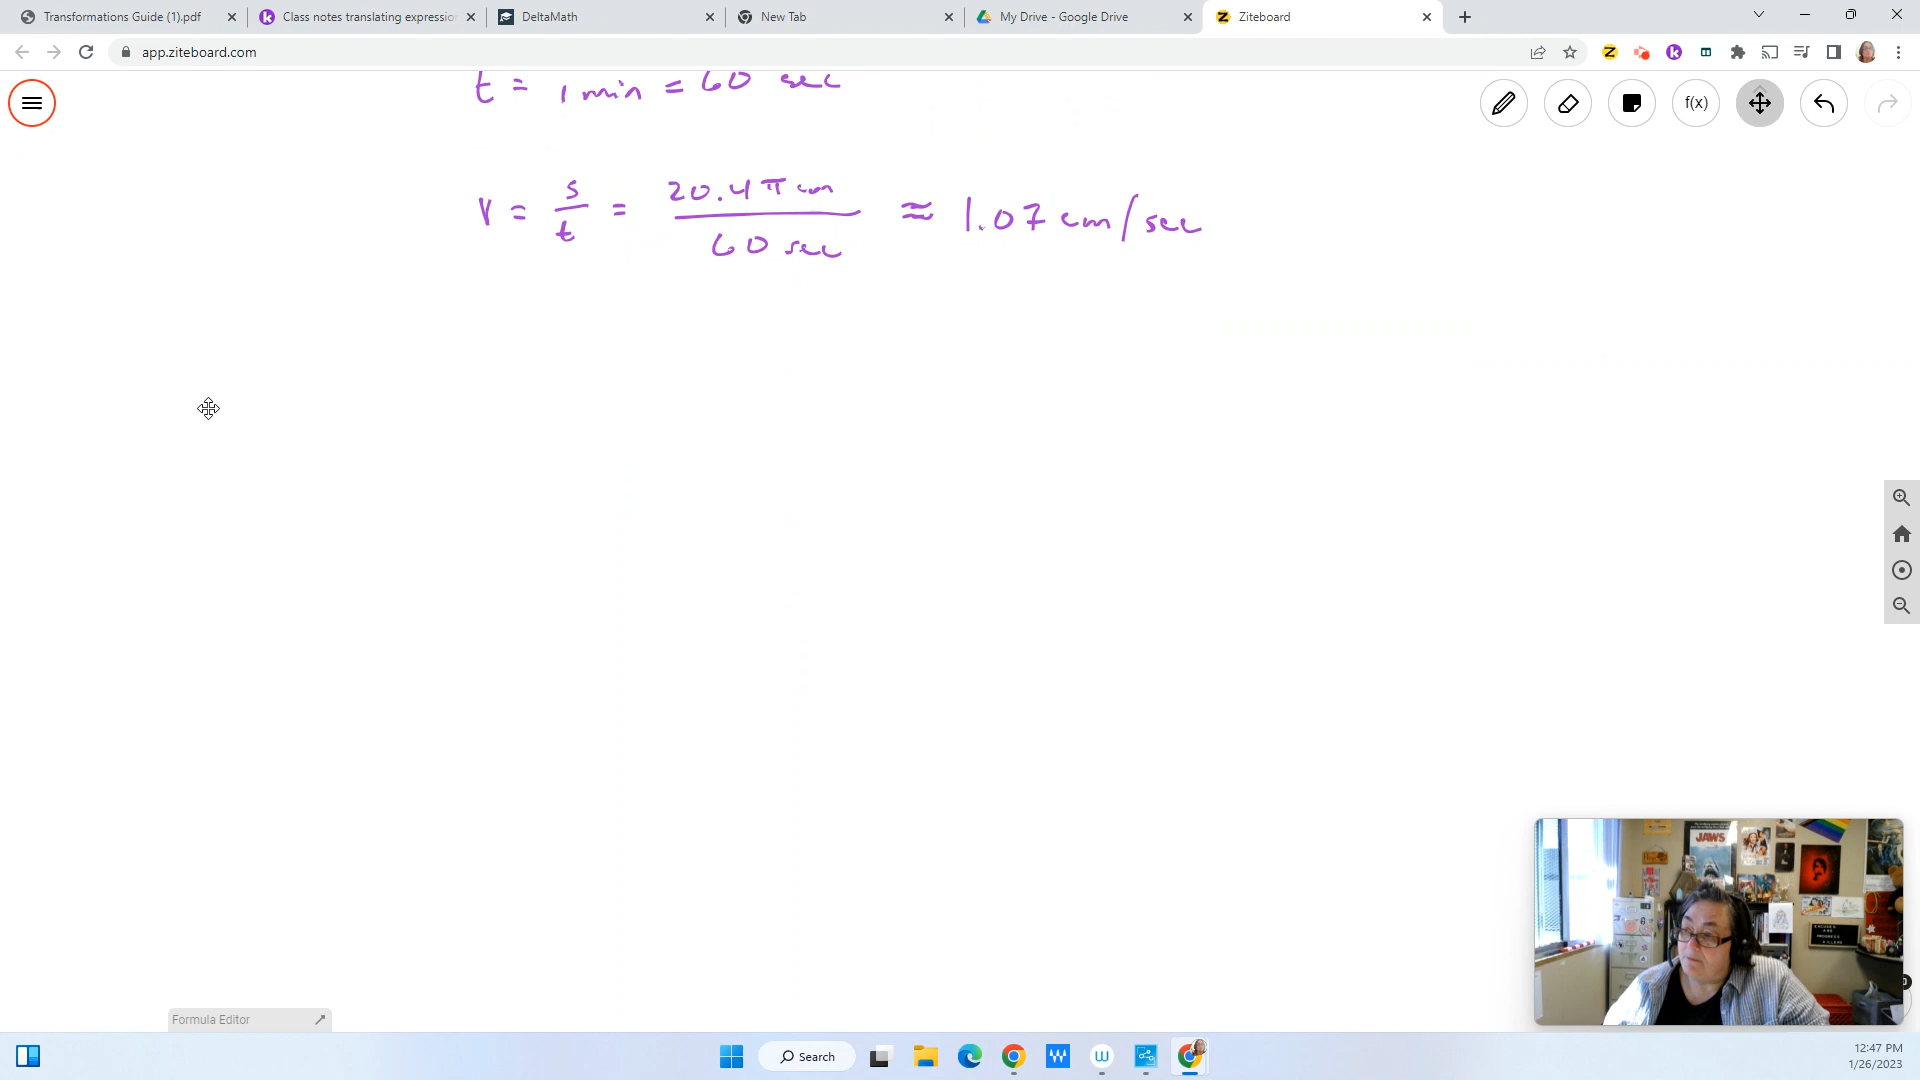 Transformations Guide (1).pdf
Class notes translating expressio
DeltaMath
New Tab
My Drive - Google Drive
Ziteboard
app.ziteboard.com
f(x)
t = 1 min = 60 sec
v = s/t = 20.4 π cm / 60 sec ≈ 1.07 cm/sec
JAWS
Formula Editor
Search
12:47 PM
1/26/2023